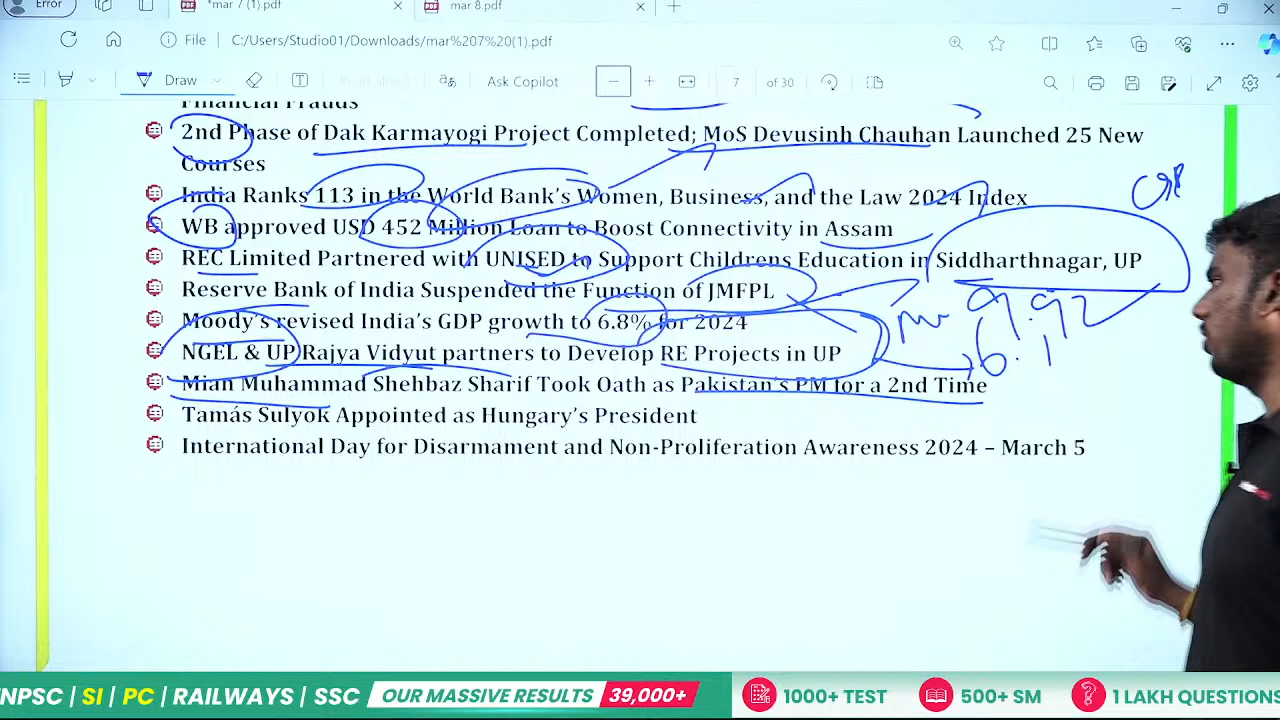 Error
*mar 7 (1).pdf
mar 8.pdf
File
C:/Users/Studio01/Downloads/mar%207%20(1).pdf
Draw
Read aloud
Ask Copilot
7 of 30
Financial Frauds
2nd Phase of Dak Karmayogi Project Completed; MoS Devusinh Chauhan Launched 25 New
Courses
India Ranks 113 in the World Bank's Women, Business, and the Law 2024 Index
WB approved USD 452 Million Loan to Boost Connectivity in Assam
REC Limited Partnered with UNISED to Support Childrens Education in Siddharthnagar, UP
Reserve Bank of India Suspended the Function of JMFPL
Moody's revised India's GDP growth to 6.8% for 2024
NGEL & UP Rajya Vidyut partners to Develop RE Projects in UP
Mian Muhammad Shehbaz Sharif Took Oath as Pakistan's PM for a 2nd Time
Tamás Sulyok Appointed as Hungary's President
International Day for Disarmament and Non-Proliferation Awareness 2024 – March 5
9.92
6.1
NPSC | SI | PC | RAILWAYS | SSC
OUR MASSIVE RESULTS 39,000+
1000+ TEST
500+ SM
1 LAKH QUESTIONS